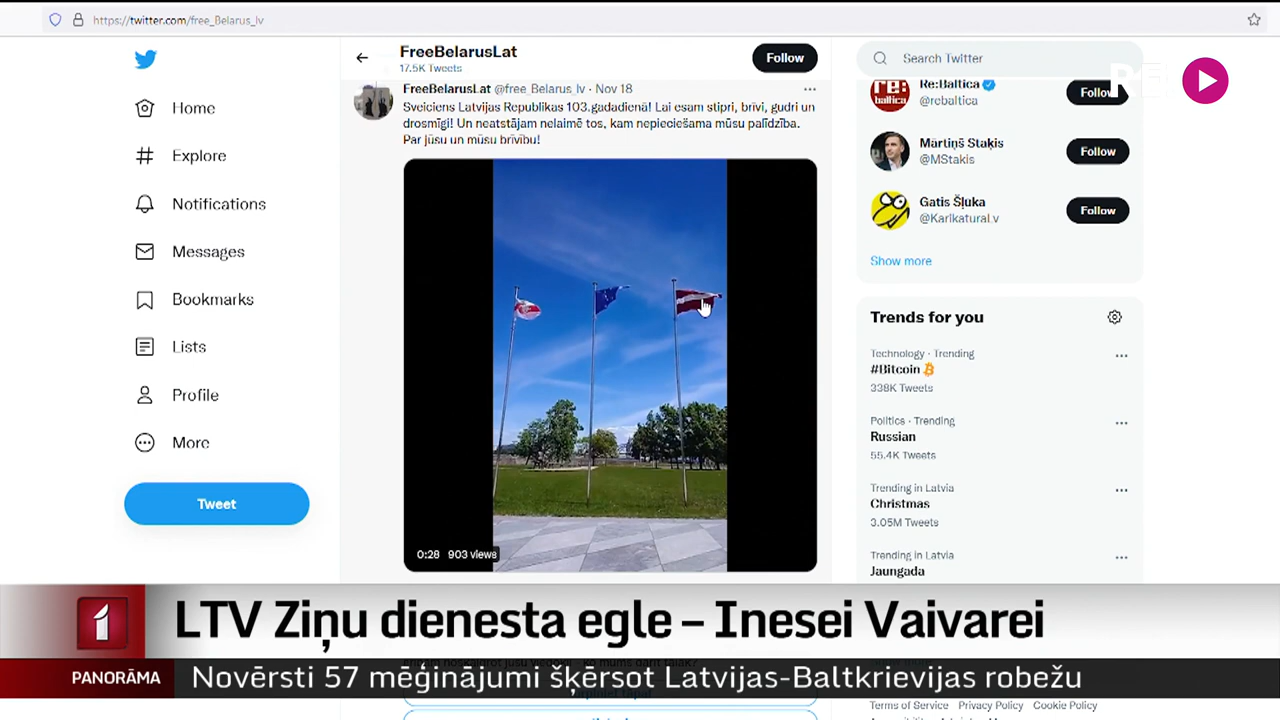 https://twitter.com/free_Belarus_lv
Home
Explore
Notifications
Messages
Bookmarks
Lists
Profile
More
Tweet
FreeBelarusLat
17.5K Tweets
Follow
FreeBelarusLat @free_Belarus_lv · Nov 18
Sveiciens Latvijas Republikas 103.gadadienā! Lai esam stipri, brīvi, gudri un
drosmīgi! Un neatstājam nelaimē tos, kam nepieciešama mūsu palīdzība.
Par jūsu un mūsu brīvību!
0:28 903 views
Search Twitter
Re:Baltica
@rebaltica
Follow
re:
baltica
Mārtiņš Staķis
@MStakis
Follow
Gatis Šļūka
@Karikatural.v
Follow
Show more
Trends for you
Technology · Trending
#Bitcoin
338K Tweets
Politics · Trending
Russian
55.4K Tweets
Trending in Latvia
Christmas
3.05M Tweets
Trending in Latvia
Jaungada
1
LTV Ziņu dienesta egle – Inesei Vaivarei
PANORĀMA
Novērsti 57 mēģinājumi šķērsot Latvijas-Baltkrievijas robežu
Terms of Service Privacy Policy Cookie Policy